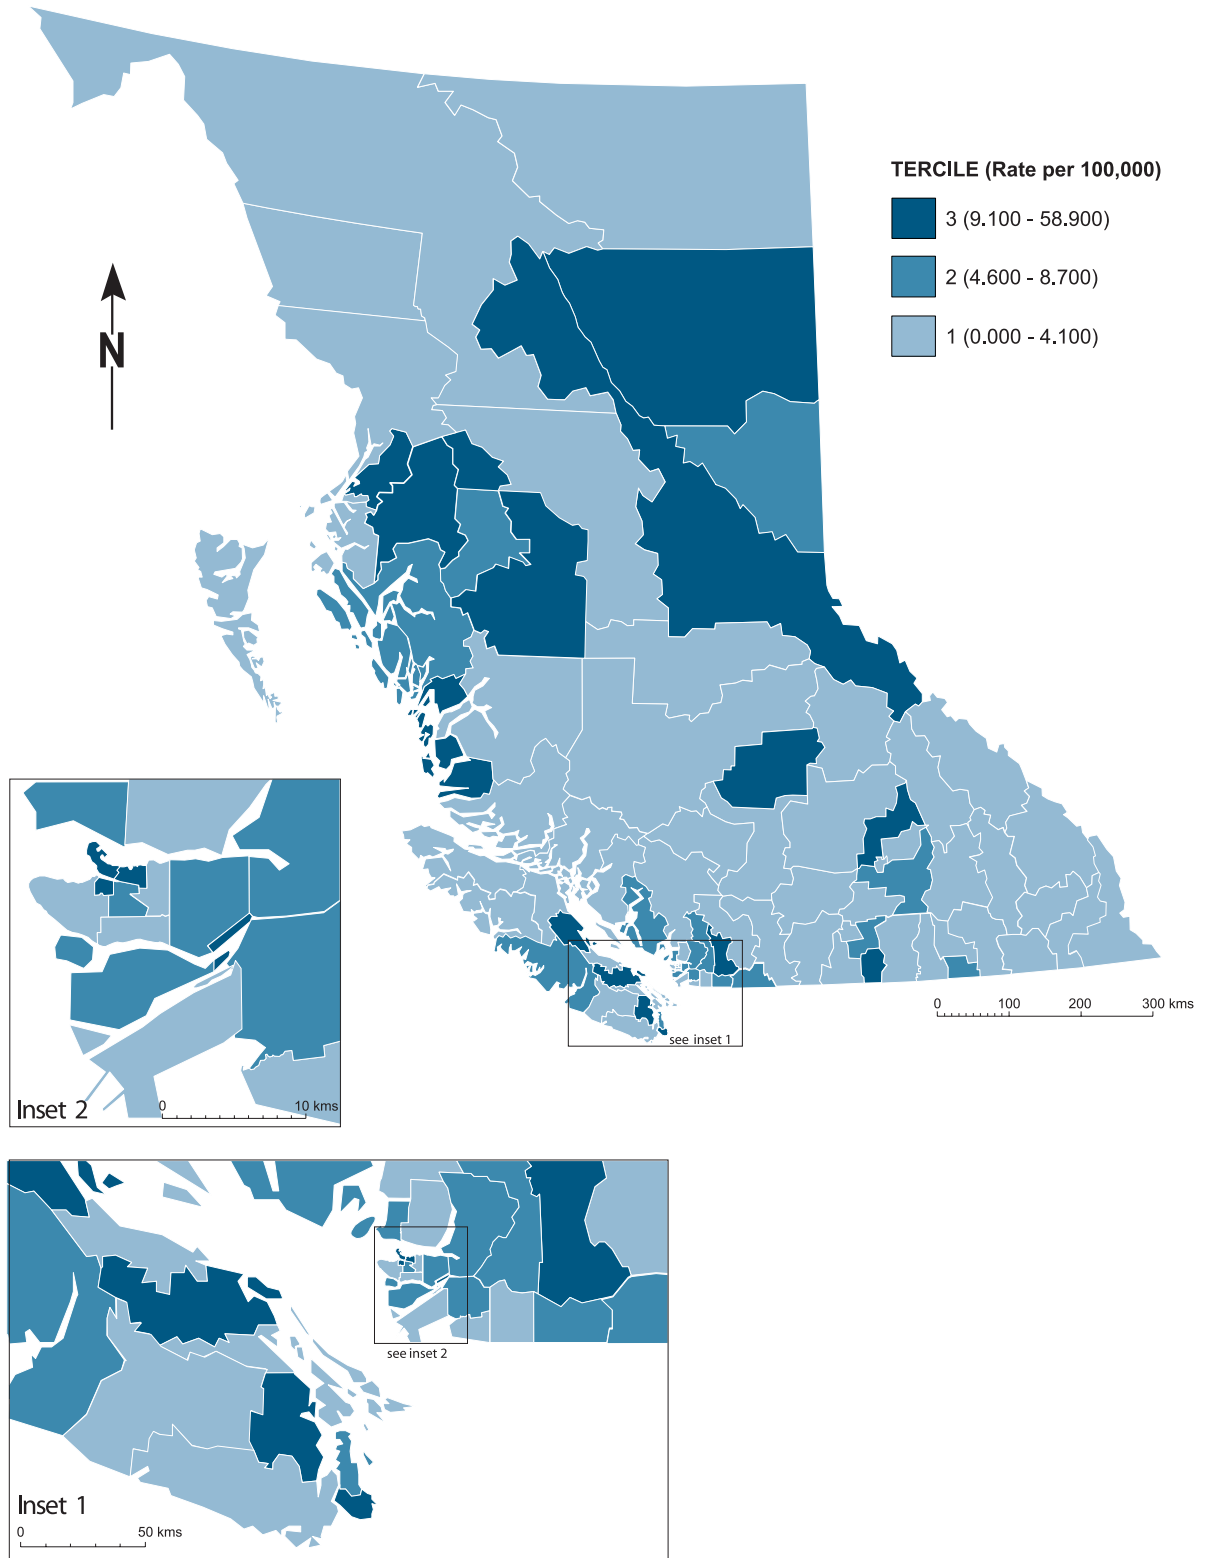 TERCILE (Rate per 100,000)
3 (9.100 - 58.900)
2 (4.600 - 8.700)
1 (0.000 - 4.100)
N
0 100 200 300 kms
see inset 1
Inset 2
0 10 kms
see inset 2
Inset 1
0 50 kms